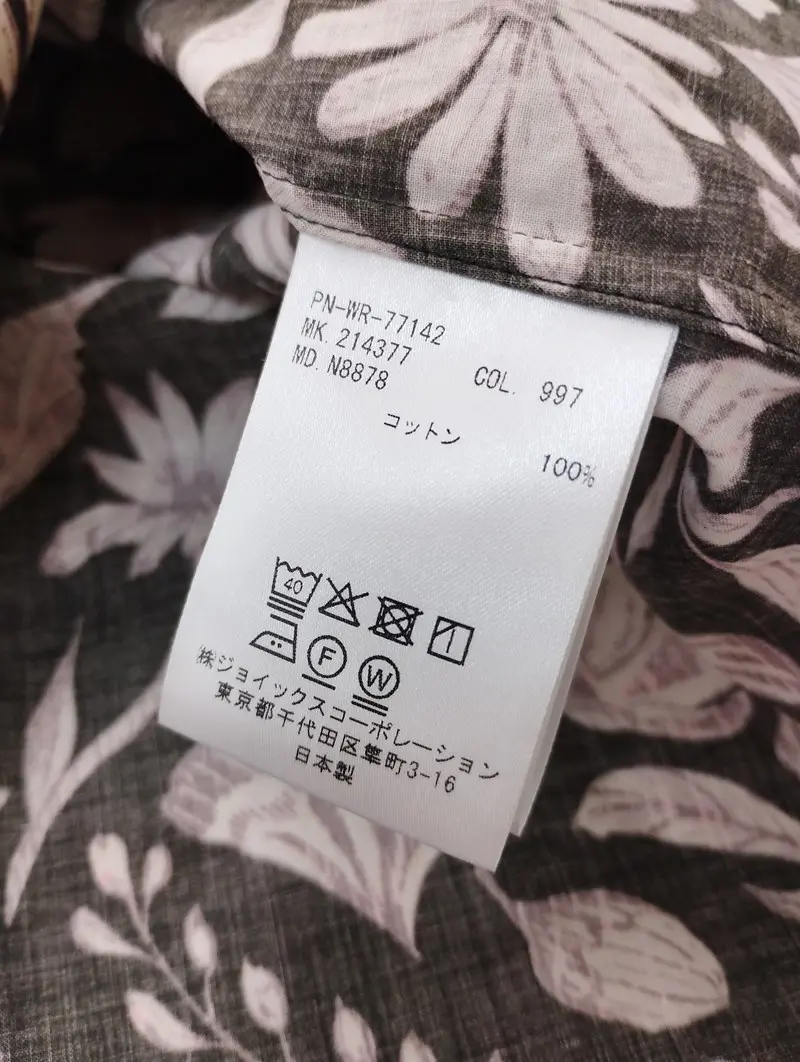 PN-WR-77142
MK. 214377
MD. N8878 COL. 997
コットン
100%
40
F W
㈱ジョイックスコーポレーション
東京都千代田区隼町3-16
日本製